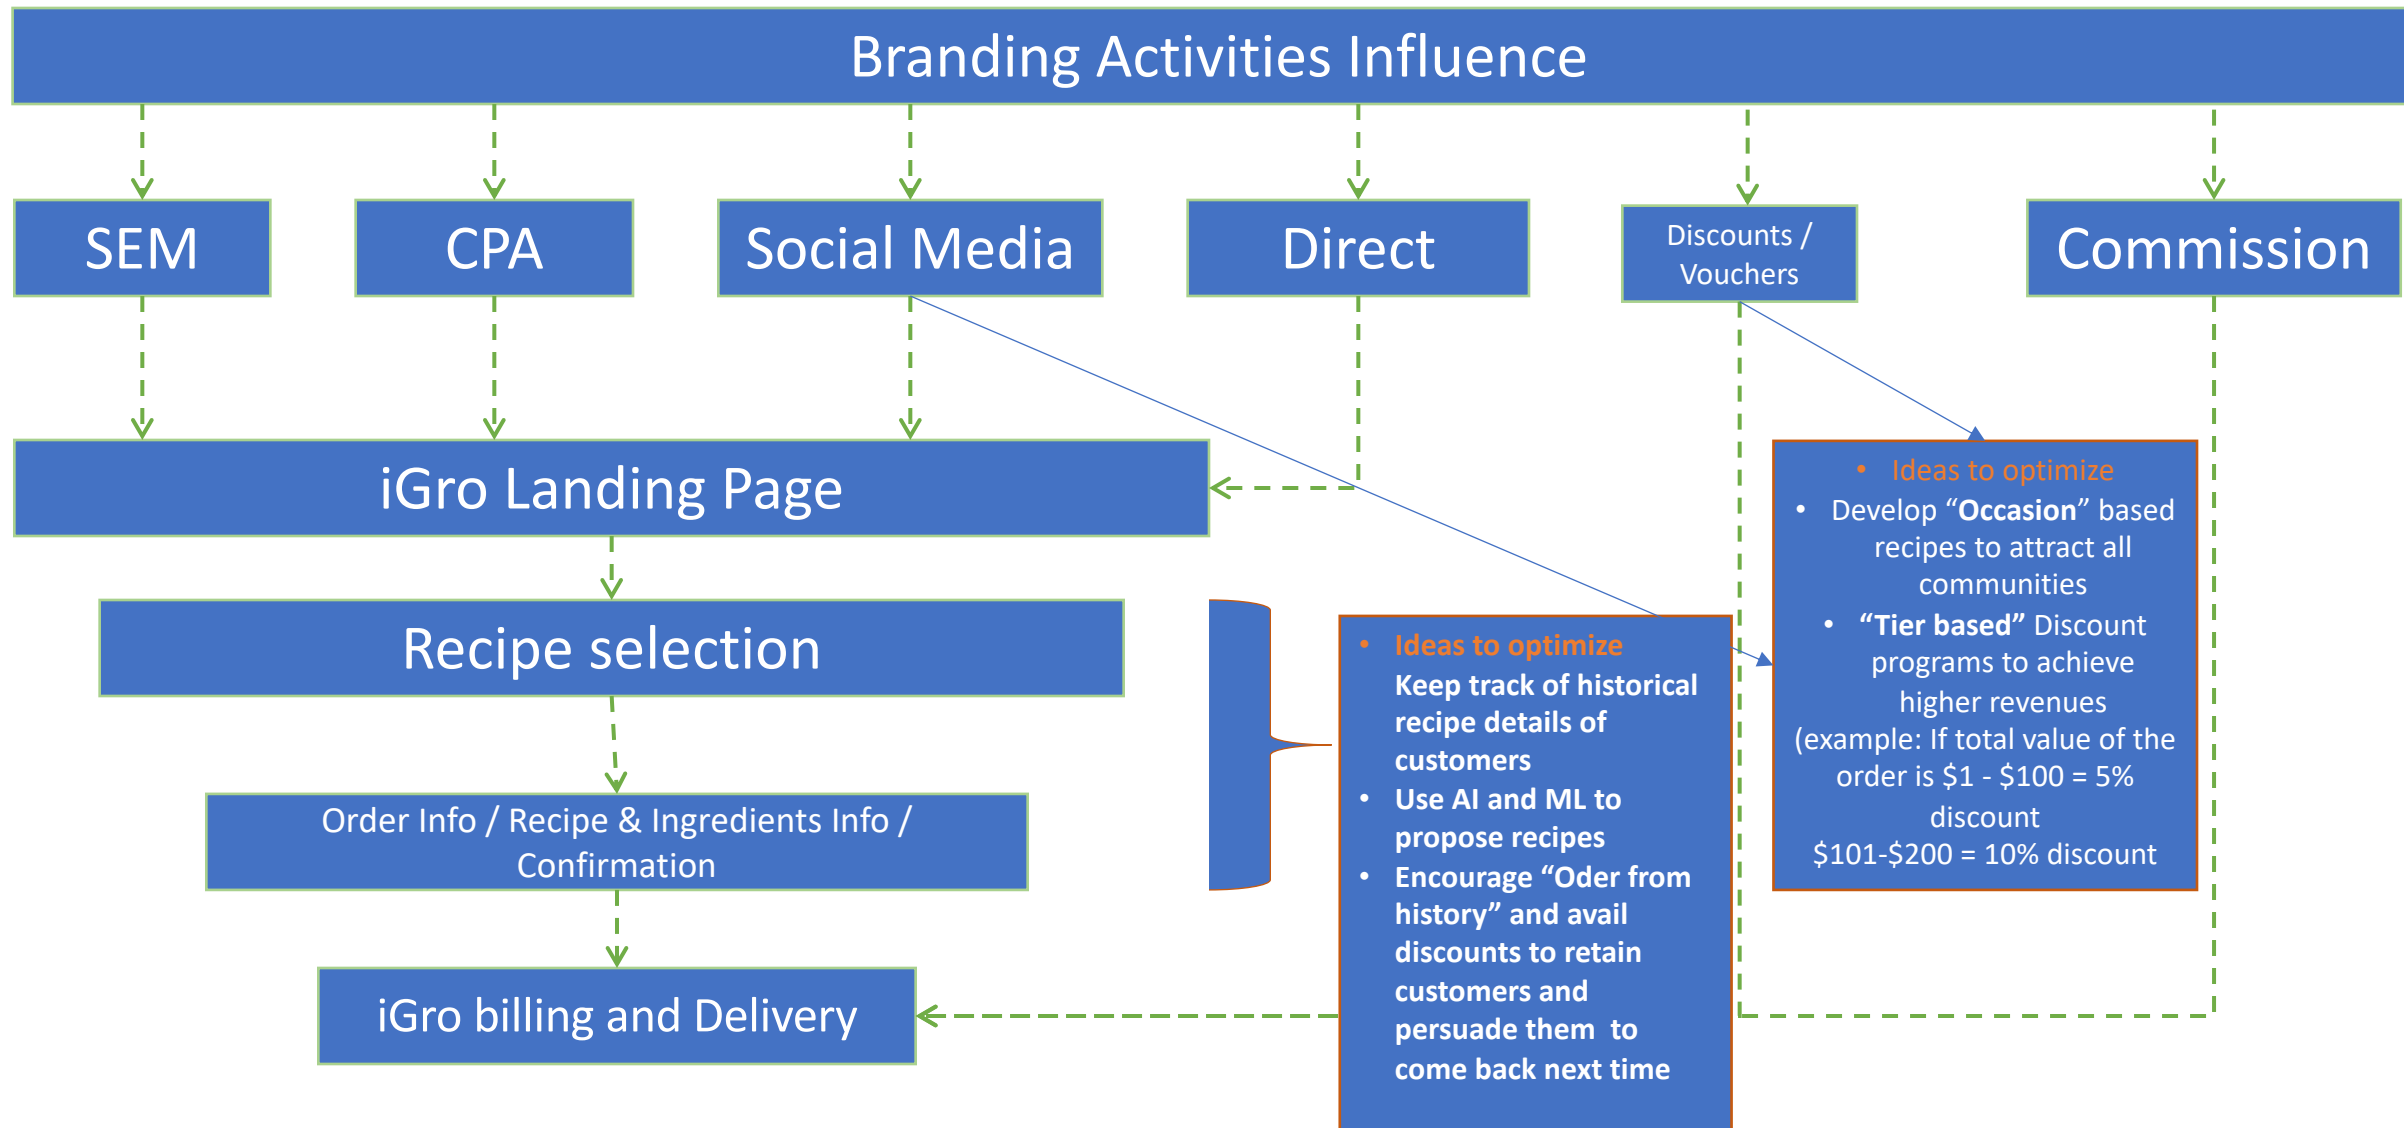 Branding Activities Influence
SEM
CPA
Social Media
Direct
Discounts /
Vouchers
Commission
iGro Landing Page
Recipe selection
Order Info / Recipe & Ingredients Info /
Confirmation
iGro billing and Delivery
• Ideas to optimize
Keep track of historical
recipe details of
customers
• Use AI and ML to
propose recipes
• Encourage “Oder from
history” and avail
discounts to retain
customers and
persuade them  to
come back next time
• Ideas to optimize
• Develop “Occasion” based
recipes to attract all
communities
• “Tier based” Discount
programs to achieve
higher revenues
(example: If total value of the
order is $1 - $100 = 5%
discount
$101-$200 = 10% discount